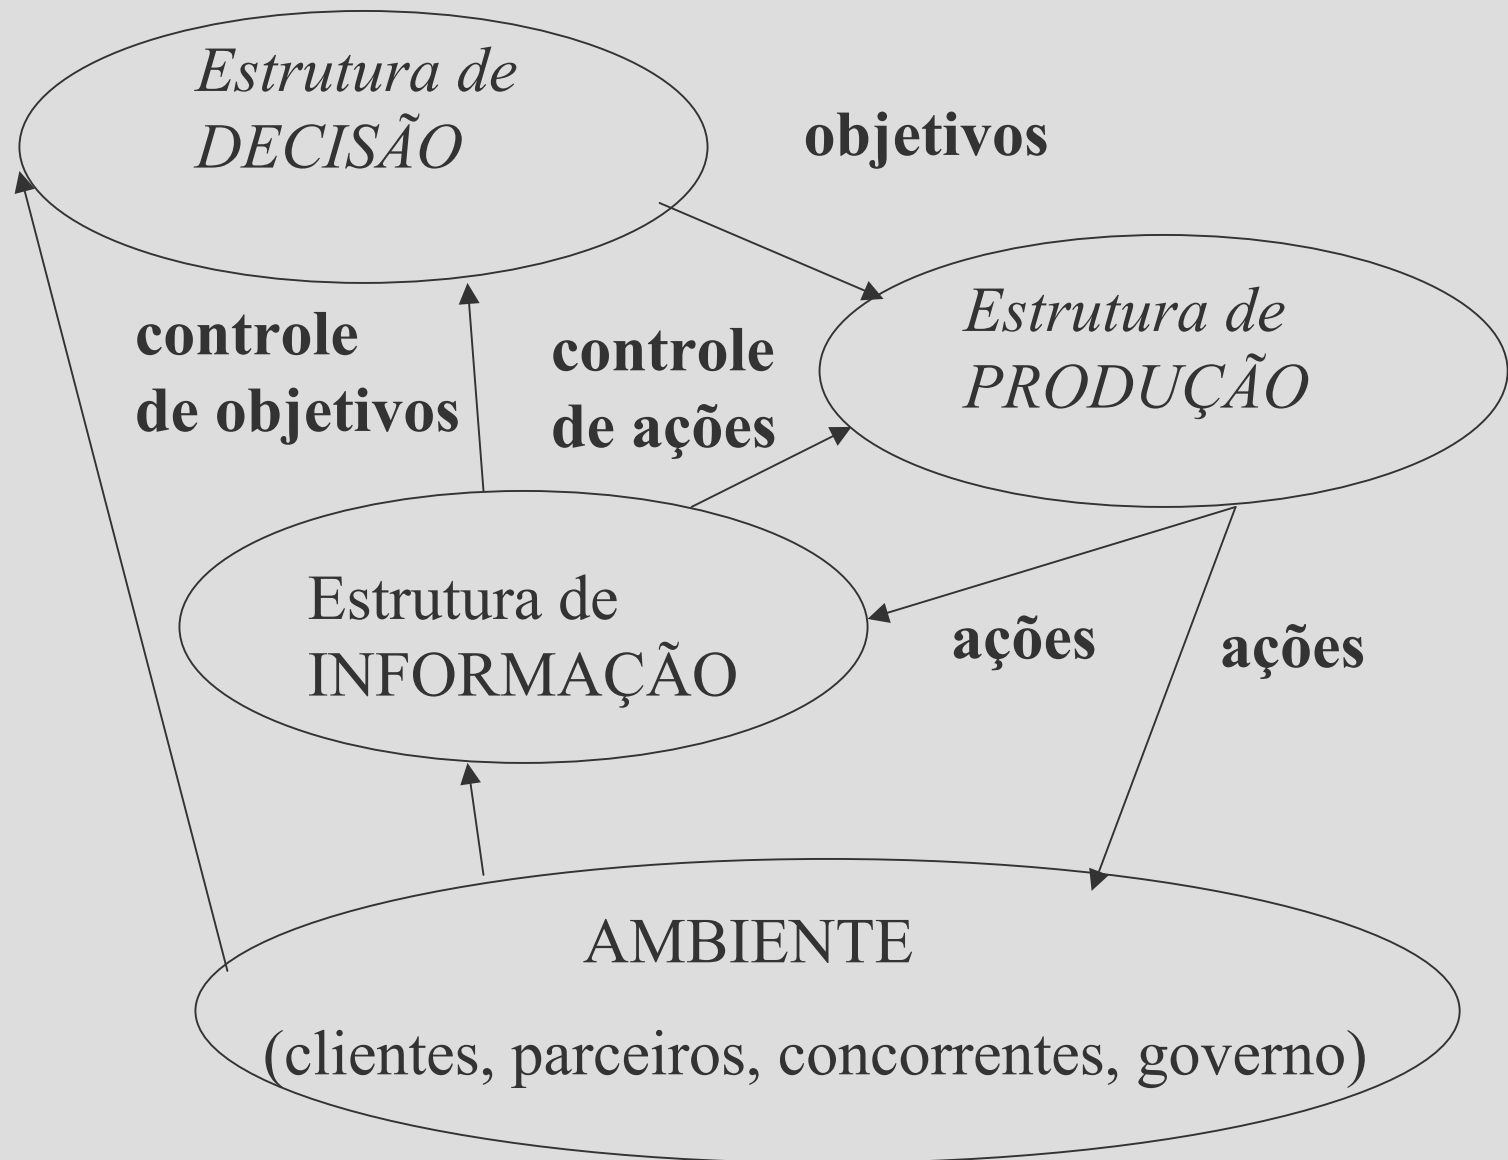 Estrutura de
DECISÃO
objetivos
Estrutura de
PRODUÇÃO
controle
de objetivos
controle
de ações
Estrutura de
INFORMAÇÃO
ações
ações
AMBIENTE
(clientes, parceiros, concorrentes, governo)